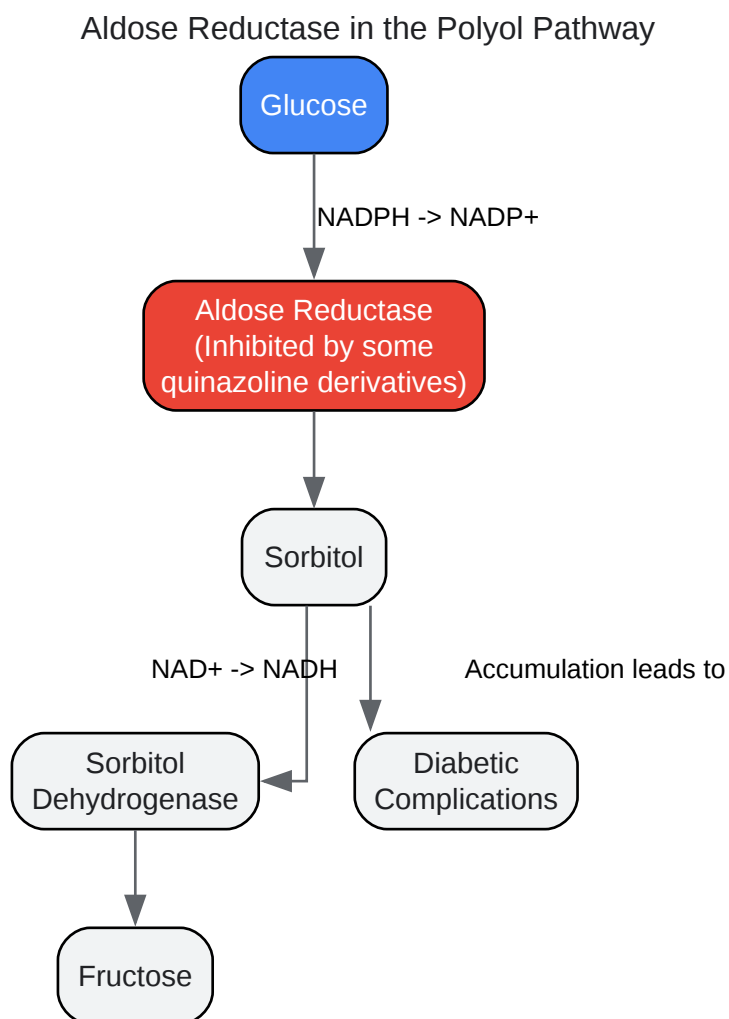 Aldose Reductase in the Polyol Pathway
Glucose
NADPH -> NADP+
Aldose Reductase
(Inhibited by some
quinazoline derivatives)
Sorbitol
NAD+ -> NADH
Accumulation leads to
Sorbitol
Dehydrogenase
Diabetic
Complications
Fructose